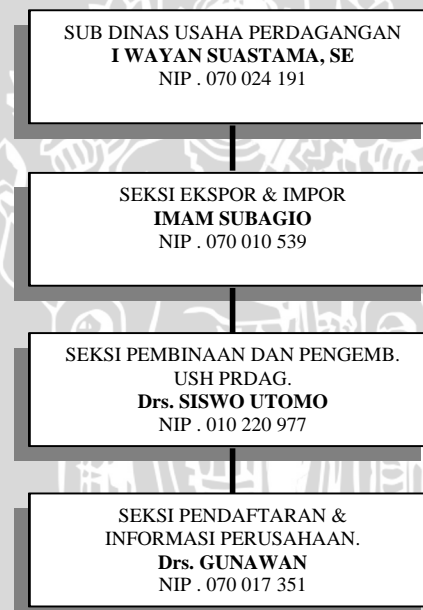 SUB DINAS USAHA PERDAGANGAN
I WAYAN SUASTAMA, SE
NIP . 070 024 191
SEKSI EKSPOR & IMPOR
IMAM SUBAGIO
NIP . 070 010 539
SEKSI PEMBINAAN DAN PENGEMB.
USH PRDAG.
Drs. SISWO UTOMO
NIP . 010 220 977
SEKSI PENDAFTARAN &
INFORMASI PERUSAHAAN.
Drs. GUNAWAN
NIP . 070 017 351